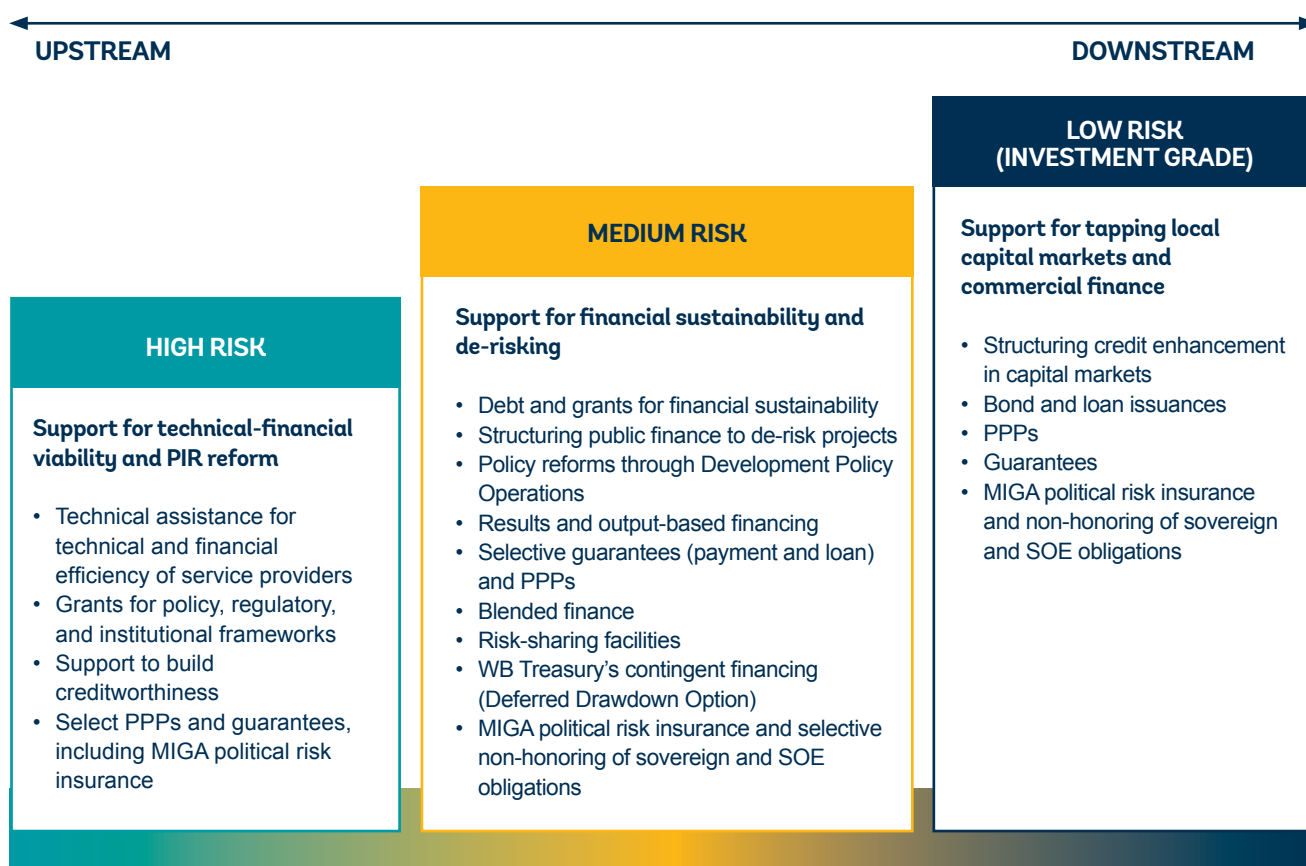 UPSTREAM
DOWNSTREAM
HIGH RISK
Support for technical-financial
viability and PIR reform
• Technical assistance for
technical and financial
efficiency of service providers
• Grants for policy, regulatory,
and institutional frameworks
• Support to build
creditworthiness
• Select PPPs and guarantees,
including MIGA political risk
insurance
MEDIUM RISK
Support for financial sustainability and
de-risking
• Debt and grants for financial sustainability
• Structuring public finance to de-risk projects
• Policy reforms through Development Policy
Operations
• Results and output-based financing
• Selective guarantees (payment and loan)
and PPPs
• Blended finance
• Risk-sharing facilities
• WB Treasury’s contingent financing
(Deferred Drawdown Option)
• MIGA political risk insurance and selective
non-honoring of sovereign and SOE
obligations
LOW RISK
(INVESTMENT GRADE)
Support for tapping local
capital markets and
commercial finance
• Structuring credit enhancement
in capital markets
• Bond and loan issuances
• PPPs
• Guarantees
• MIGA political risk insurance
and non-honoring of sovereign
and SOE obligations